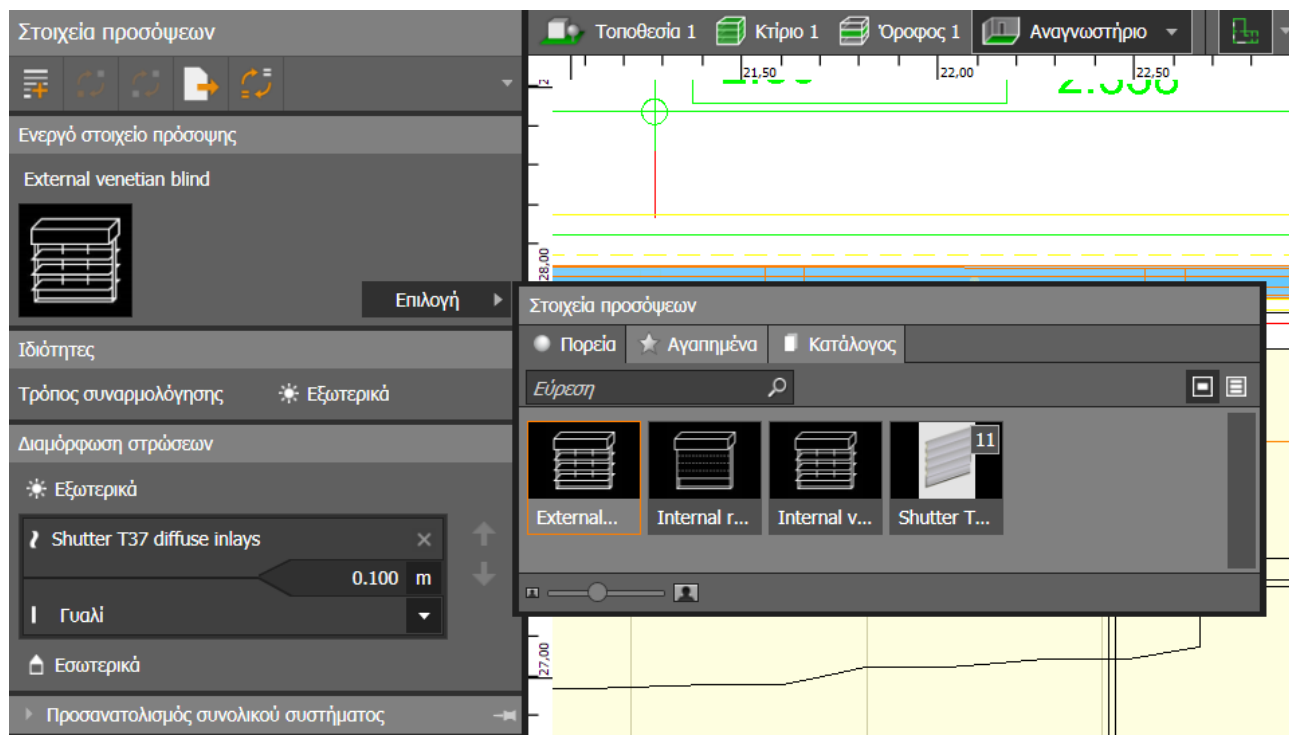 Στοιχεία προσόψεων
Τοποθεσία 1 Κτίριο 1 Όροφος 1 Αναγνωστήριο
21,50 22,00 22,50
Ενεργό στοιχείο πρόσοψης
External venetian blind
28,00
Επιλογή
Στοιχεία προσόψεων
Πορεία Αγαπημένα Κατάλογος
Εύρεση
11
External... Internal r... Internal v... Shutter T...
Ιδιότητες
Τρόπος συναρμολόγησης Εξωτερικά
Διαμόρφωση στρώσεων
Εξωτερικά
Shutter T37 diffuse inlays
0.100 m
Γυαλί
Εσωτερικά
27,00
Προσανατολισμός συνολικού συστήματος